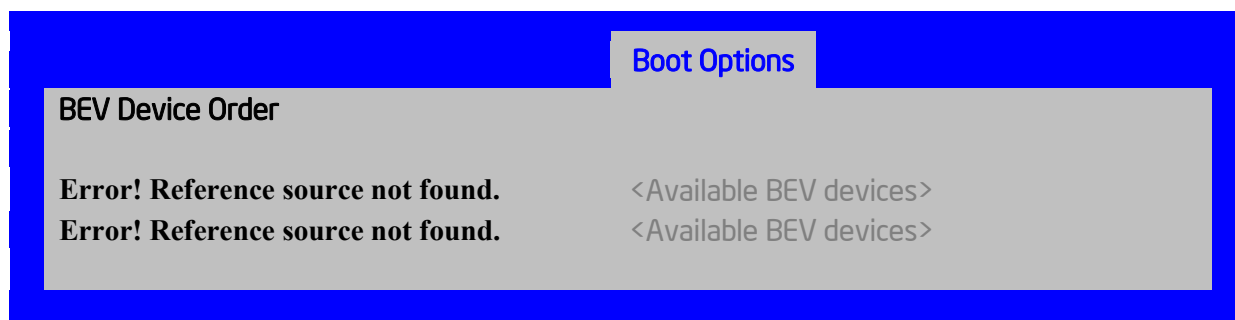 Boot Options
BEV Device Order
Error! Reference source not found. <Available BEV devices>
Error! Reference source not found. <Available BEV devices>